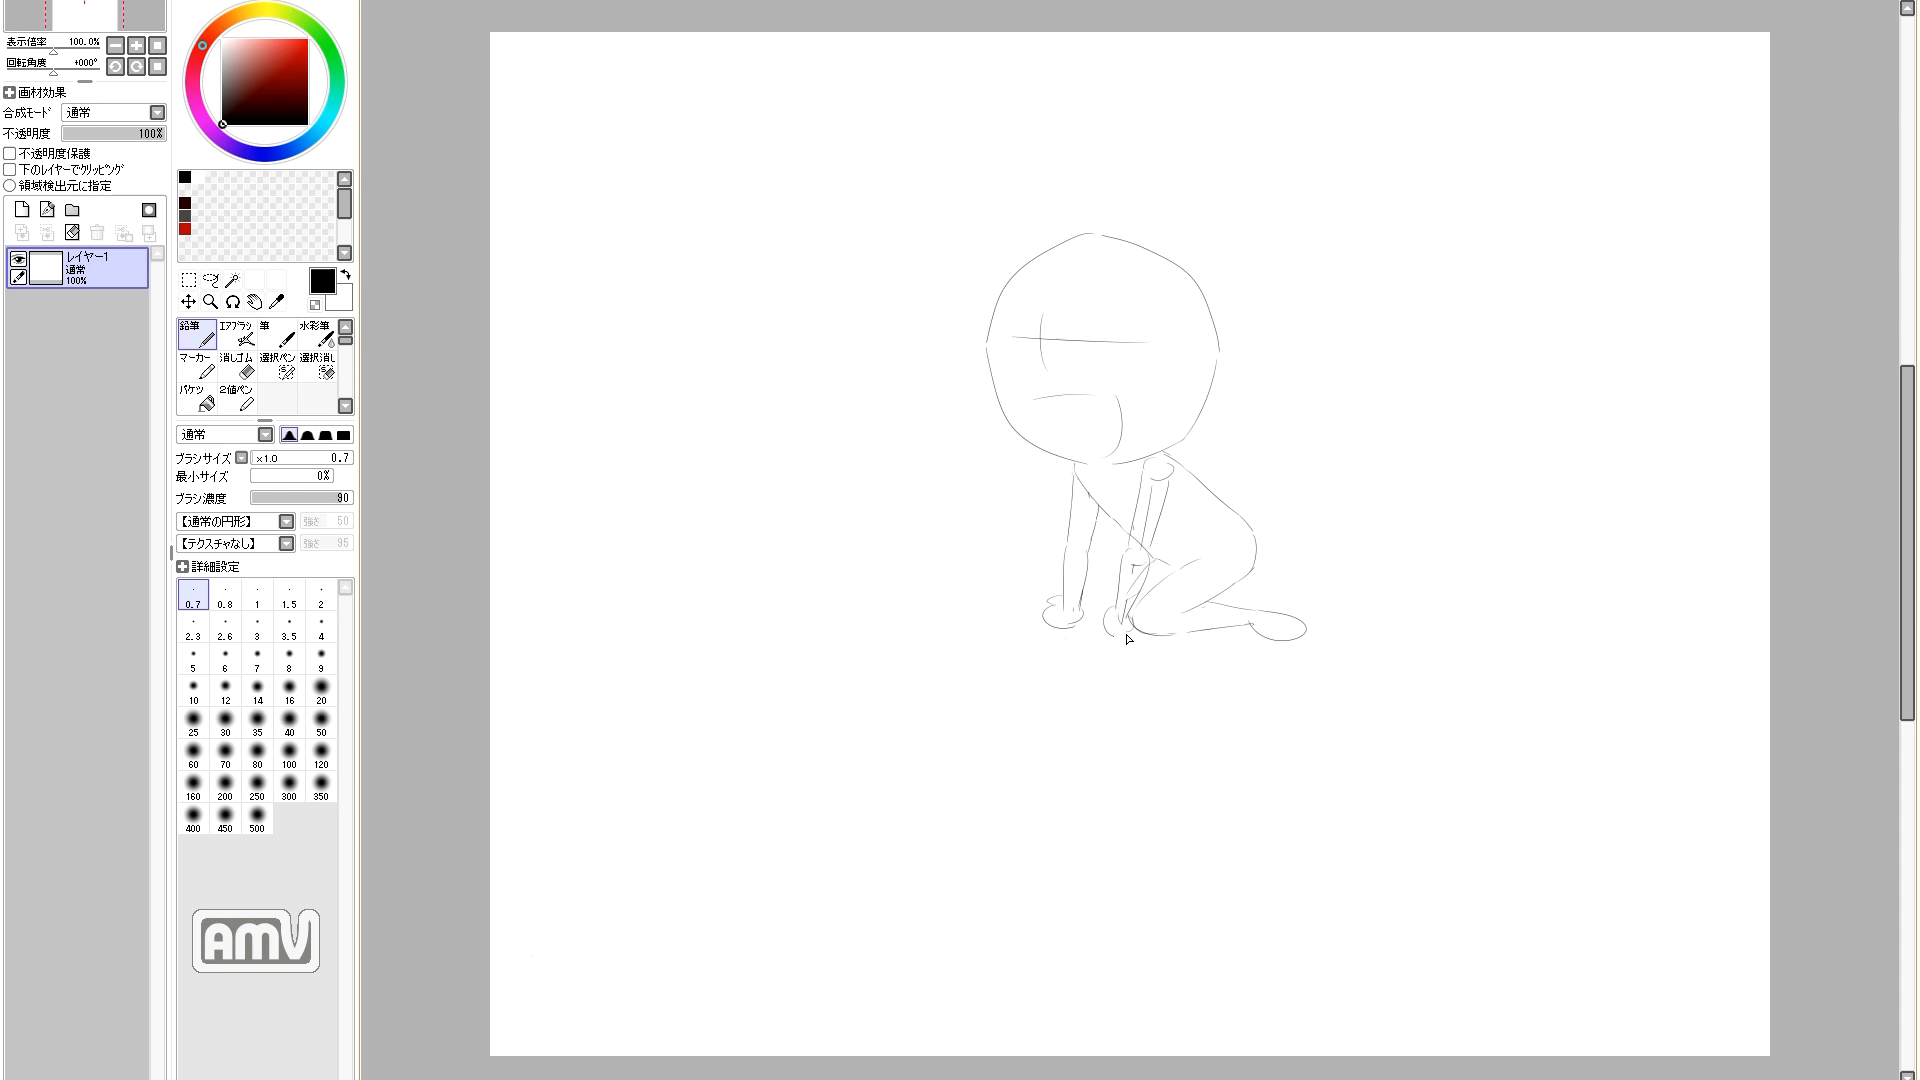 表示倍率 100.0%
回転角度 +000°
画材効果
合成モード 通常
不透明度 100%
不透明度保護
下のレイヤーでクリッピング
領域検出元に指定
レイヤー1
通常
100%
鉛筆 エアブラシ 筆 水彩筆
マーカー 消しゴム 選択ペン 選択消し
バケツ 2値ペン
通常
ブラシサイズ x1.0 0.7
最小サイズ 0%
ブラシ濃度 90
【通常の円形】 強さ 50
【テクスチャなし】 強さ 95
詳細設定
0.7 0.8 1 1.5 2
2.3 2.6 3 3.5 4
5 6 7 8 9
10 12 14 16 20
25 30 35 40 50
60 70 80 100 120
160 200 250 300 350
400 450 500
AMV